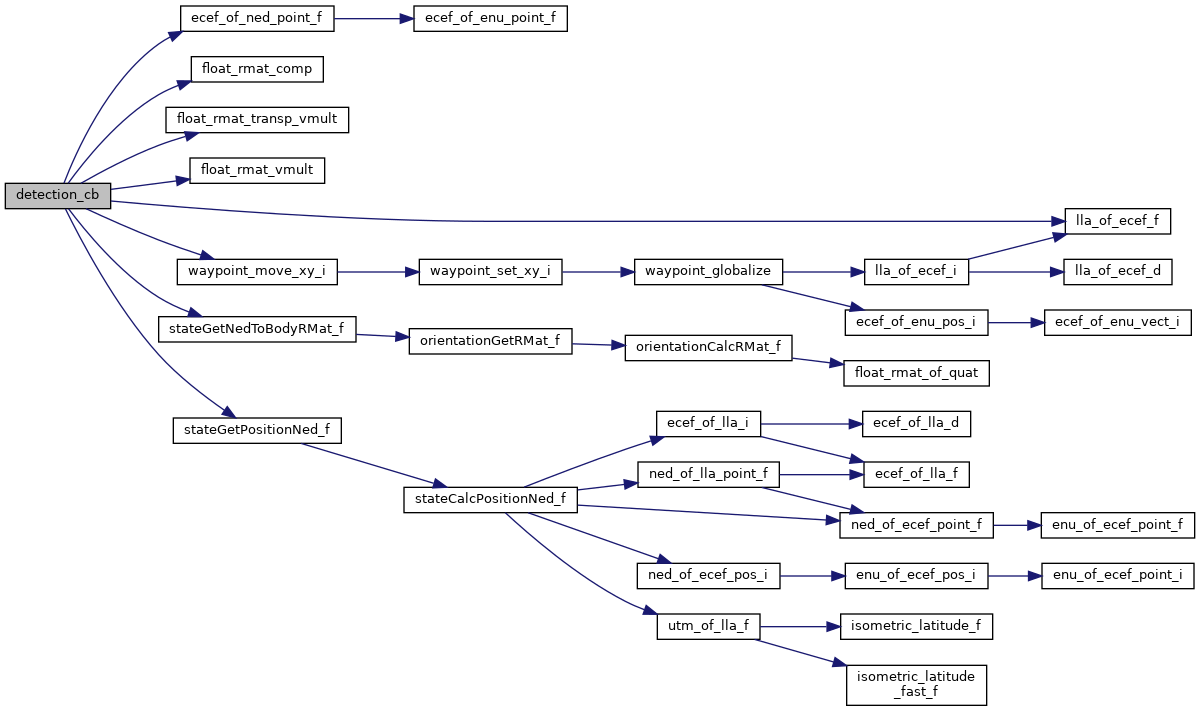 ecef_of_ned_point_f
ecef_of_enu_point_f
float_rmat_comp
float_rmat_transp_vmult
float_rmat_vmult
detection_cb
lla_of_ecef_f
waypoint_move_xy_i
waypoint_set_xy_i
waypoint_globalize
lla_of_ecef_i
lla_of_ecef_d
stateGetNedToBodyRMat_f
orientationGetRMat_f
orientationCalcRMat_f
ecef_of_enu_pos_i
ecef_of_enu_vect_i
float_rmat_of_quat
stateGetPositionNed_f
ecef_of_lla_i
ecef_of_lla_d
ned_of_lla_point_f
ecef_of_lla_f
stateCalcPositionNed_f
ned_of_ecef_point_f
enu_of_ecef_point_f
ned_of_ecef_pos_i
enu_of_ecef_pos_i
enu_of_ecef_point_i
utm_of_lla_f
isometric_latitude_f
isometric_latitude
_fast_f